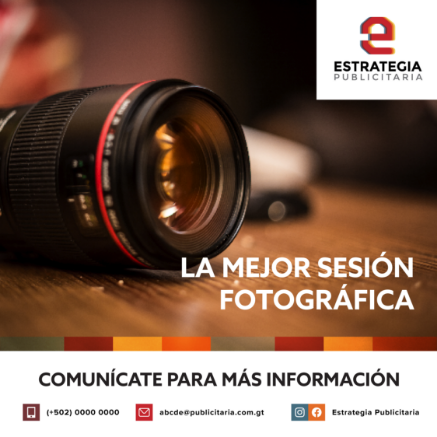 ESTRATEGIA
PUBLICITARIA
LA MEJOR SESIÓN
FOTOGRÁFICA
COMUNÍCATE PARA MÁS INFORMACIÓN
(+502) 0000 0000
abcde@publicitaria.com.gt
Estrategia Publicitaria